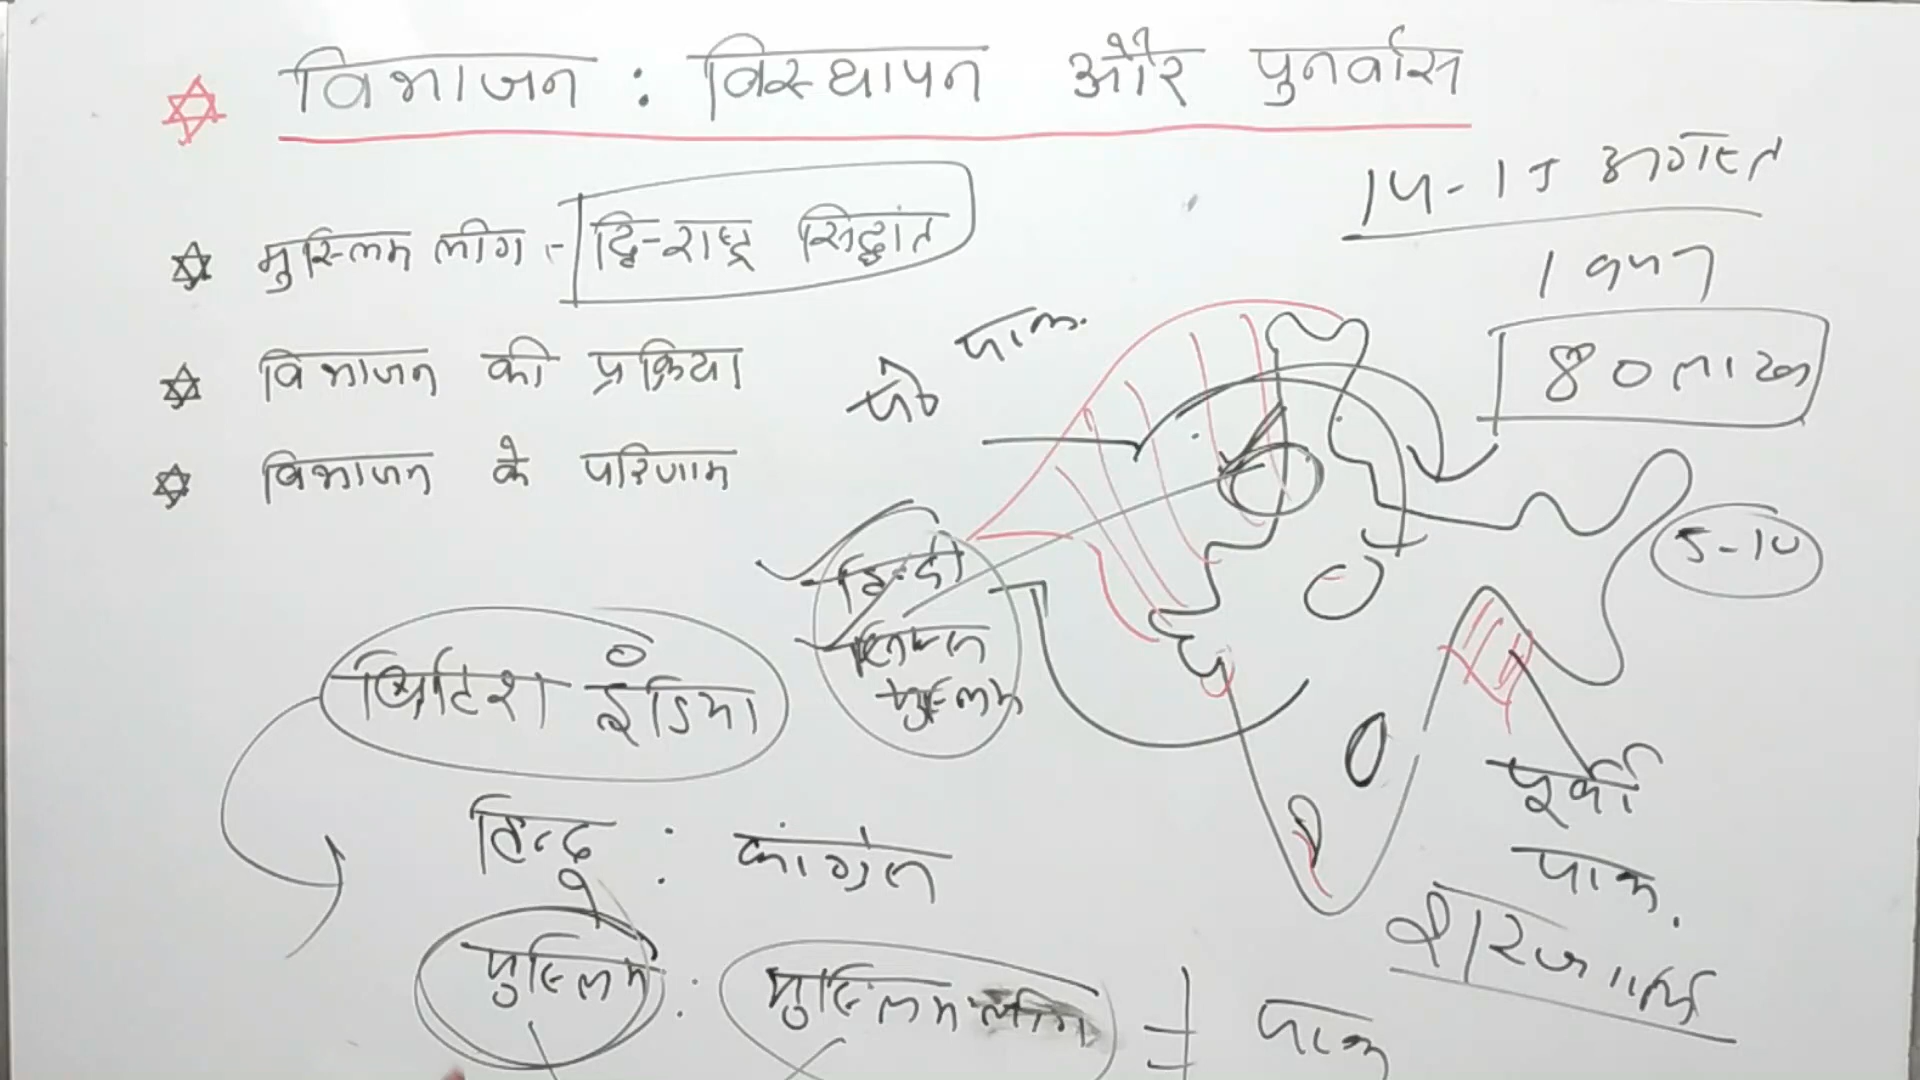 विभाजन : विस्थापन और पुनर्वास
14-15 अगस्त
1947
मुस्लिम लीग :- द्वि-राष्ट्र सिद्धांत
विभाजन की प्रक्रिया
विभाजन के परिणाम
80 लाख
पाक.
5-10
हिन्दी
मुस्लिम
ब्रिटिश इंडिया
पूर्वी
पाक.
हिन्दू : कांग्रेस
शरणार्थी
मुस्लिम : मुस्लिम लीग = पाक